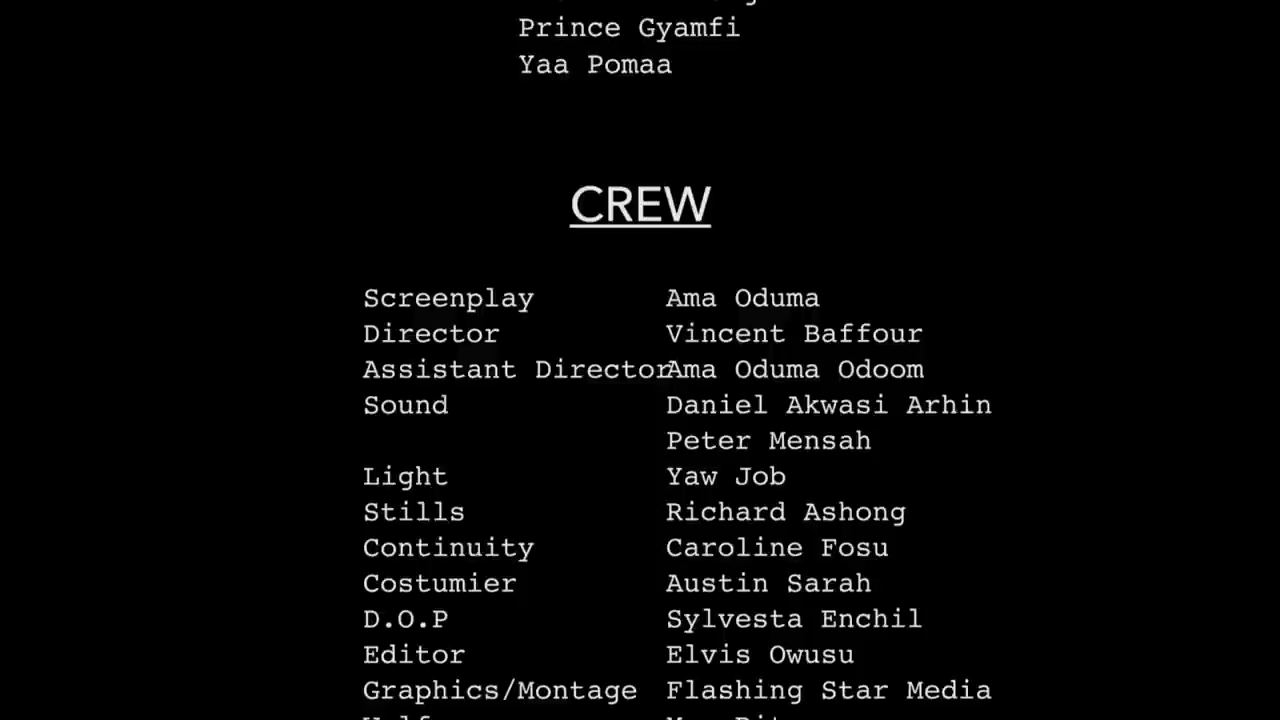 Prince Gyamfi
Yaa Pomaa
CREW
Screenplay Ama Oduma
Director Vincent Baffour
Assistant Director Ama Oduma Odoom
Sound Daniel Akwasi Arhin
Peter Mensah
Light Yaw Job
Stills Richard Ashong
Continuity Caroline Fosu
Costumier Austin Sarah
D.O.P Sylvesta Enchil
Editor Elvis Owusu
Graphics/Montage Flashing Star Media